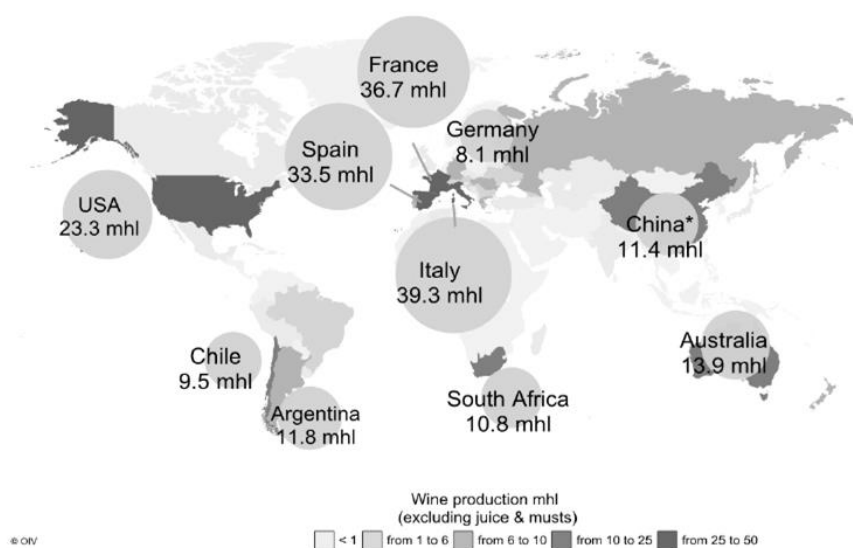 France
36.7 mhl
Germany
8.1 mhl
Spain
33.5 mhl
USA
23.3 mhl
China*
11.4 mhl
Italy
39.3 mhl
Chile
9.5 mhl
Australia
13.9 mhl
Argentina
11.8 mhl
South Africa
10.8 mhl
Wine production mhl
(excluding juice & musts)
© OIV
< 1 from 1 to 6 from 6 to 10 from 10 to 25 from 25 to 50